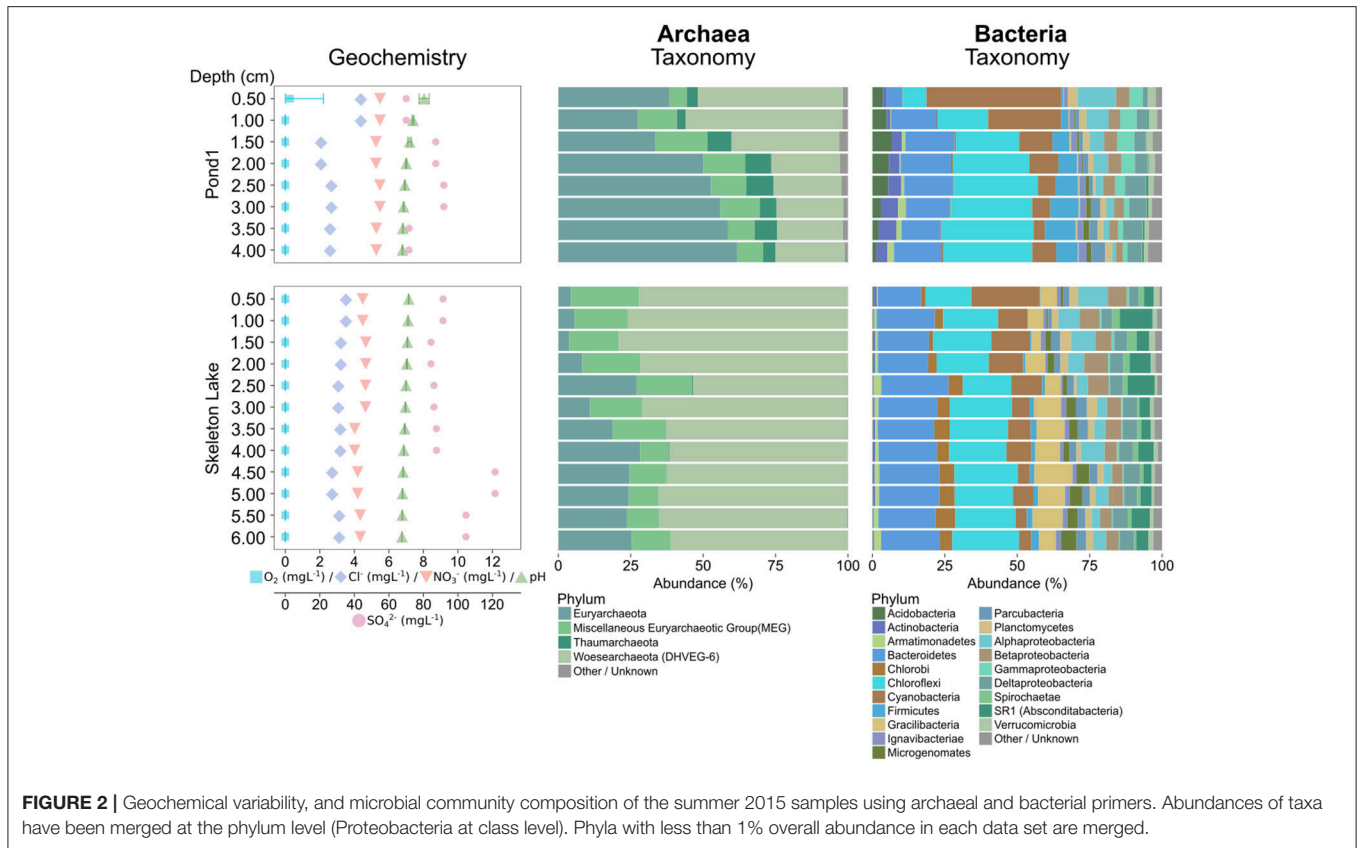 Archaea
Bacteria
Geochemistry
Taxonomy
Taxonomy
Depth (cm)
Pond1
0.50
1.00
1.50
2.00
2.50
3.00
3.50
4.00
Skeleton Lake
0.50
1.00
1.50
2.00
2.50
3.00
3.50
4.00
4.50
5.00
5.50
6.00
0 2 4 6 8 10 12
O₂ (mgL⁻¹) / Cl⁻ (mgL⁻¹) / NO₃⁻ (mgL⁻¹) / pH
0 20 40 60 80 100 120
SO₄²⁻ (mgL⁻¹)
0 25 50 75 100
Abundance (%)
Phylum
Euryarchaeota
Miscellaneous Euryarchaeotic Group(MEG)
Thaumarchaeota
Woesearchaeota (DHVEG-6)
Other / Unknown
0 25 50 75 100
Abundance (%)
Phylum
Acidobacteria
Actinobacteria
Armatimonadetes
Bacteroidetes
Chlorobi
Chloroflexi
Cyanobacteria
Firmicutes
Gracilibacteria
Ignavibacteriae
Microgenomates
Parcubacteria
Planctomycetes
Alphaproteobacteria
Betaproteobacteria
Gammaproteobacteria
Deltaproteobacteria
Spirochaetae
SR1 (Absconditabacteria)
Verrucomicrobia
Other / Unknown
FIGURE 2 | Geochemical variability, and microbial community composition of the summer 2015 samples using archaeal and bacterial primers. Abundances of taxa
have been merged at the phylum level (Proteobacteria at class level). Phyla with less than 1% overall abundance in each data set are merged.